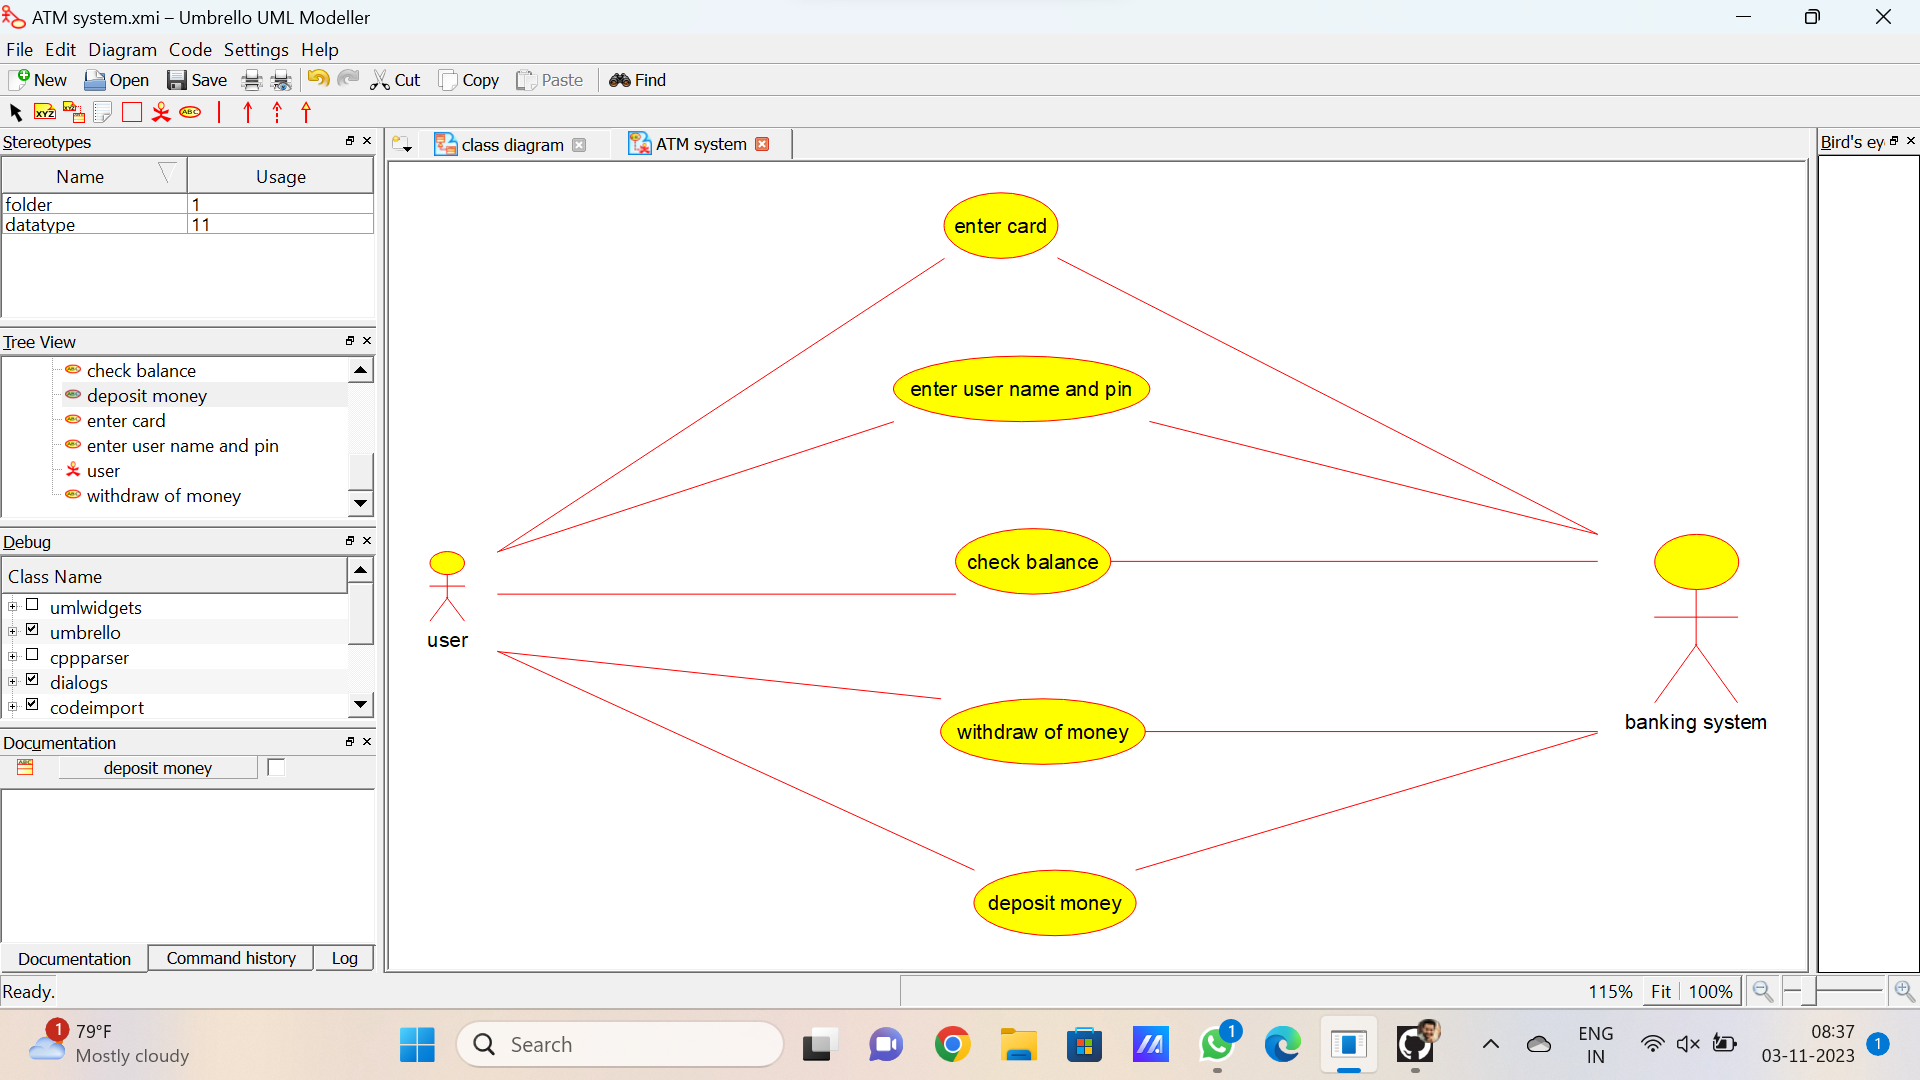 ATM system.xmi – Umbrello UML Modeller
File Edit Diagram Code Settings Help
New Open Save Cut Copy Paste Find
XYZ XYZ ABC
Stereotypes
Name Usage
folder 1
datatype 11
Tree View
check balance
deposit money
enter card
enter user name and pin
user
withdraw of money
Debug
Class Name
umlwidgets
umbrello
cppparser
dialogs
codeimport
Documentation
deposit money
Documentation Command history Log
class diagram ATM system
enter card
enter user name and pin
check balance
user
banking system
withdraw of money
deposit money
Bird's ey
Ready.
115% Fit 100%
1 79°F
Mostly cloudy
Search
1
ENG
IN
08:37
03-11-2023
1